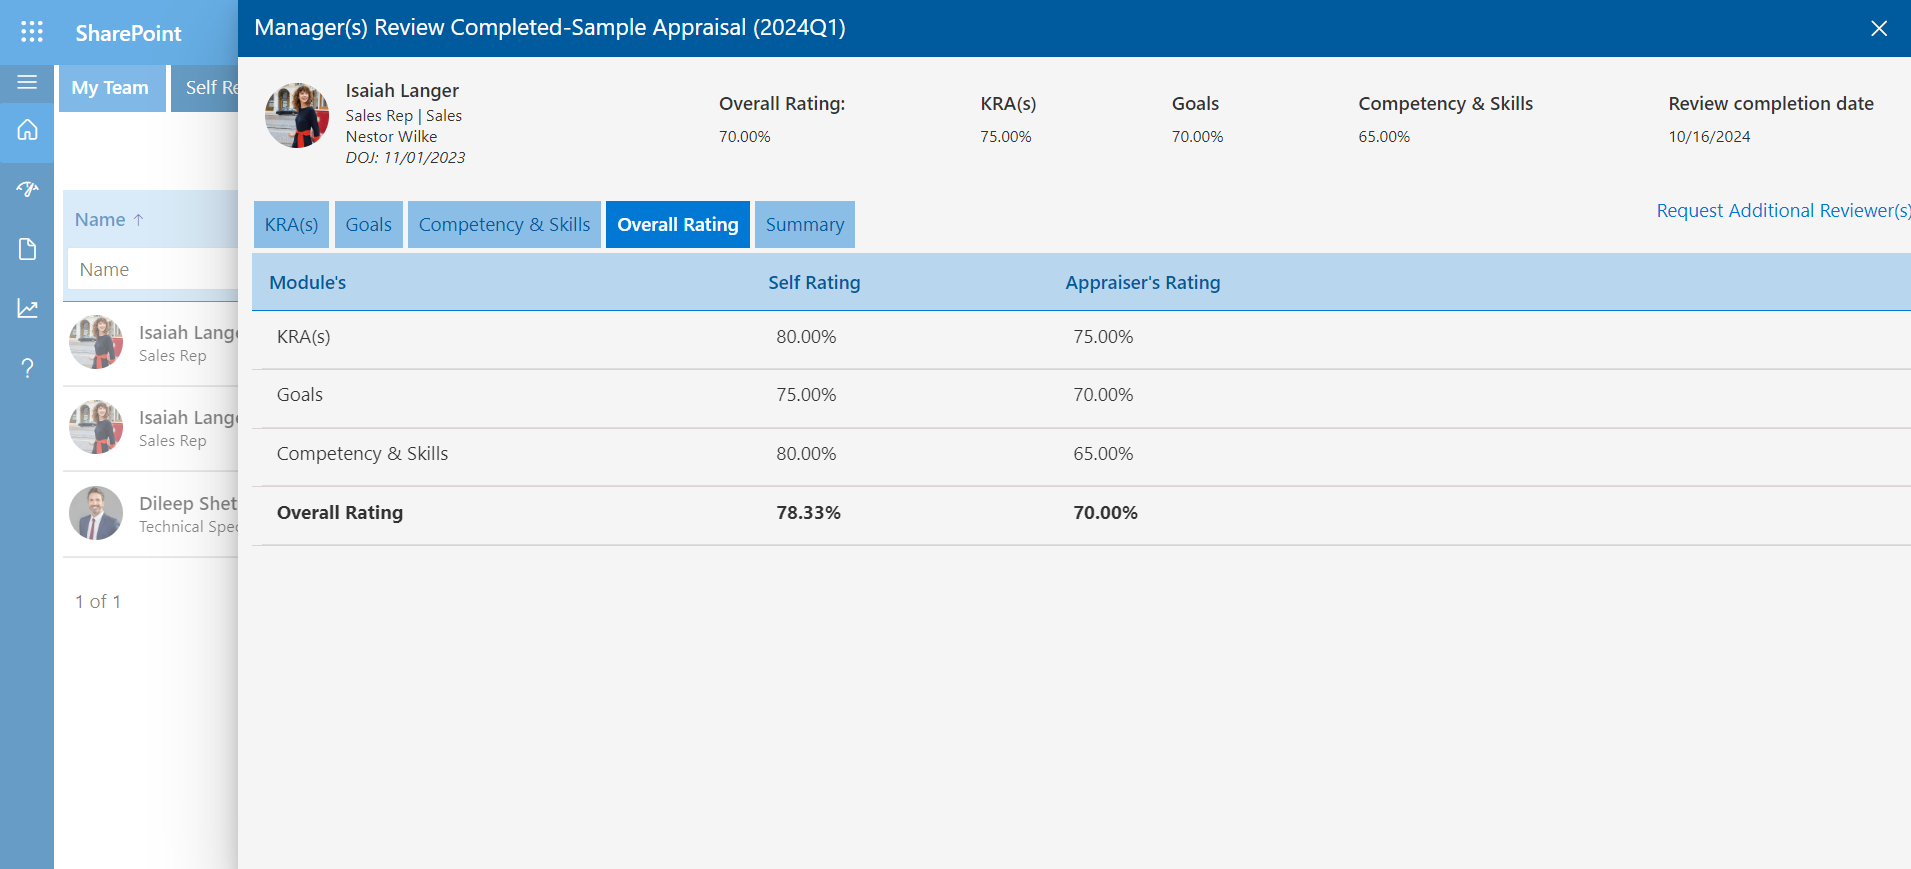 SharePoint
Manager(s) Review Completed-Sample Appraisal (2024Q1)
My Team
Self Re
Isaiah Langer
Sales Rep | Sales
Nestor Wilke
DOJ: 11/01/2023
Overall Rating:
70.00%
KRA(s)
75.00%
Goals
70.00%
Competency & Skills
65.00%
Review completion date
10/16/2024
Request Additional Reviewer(s)
KRA(s) Goals Competency & Skills Overall Rating Summary
Module's Self Rating Appraiser's Rating
KRA(s) 80.00% 75.00%
Goals 75.00% 70.00%
Competency & Skills 80.00% 65.00%
Overall Rating 78.33% 70.00%
Name ↑
Name
Isaiah Lange
Sales Rep
Isaiah Lange
Sales Rep
Dileep Shet
Technical Spec
1 of 1